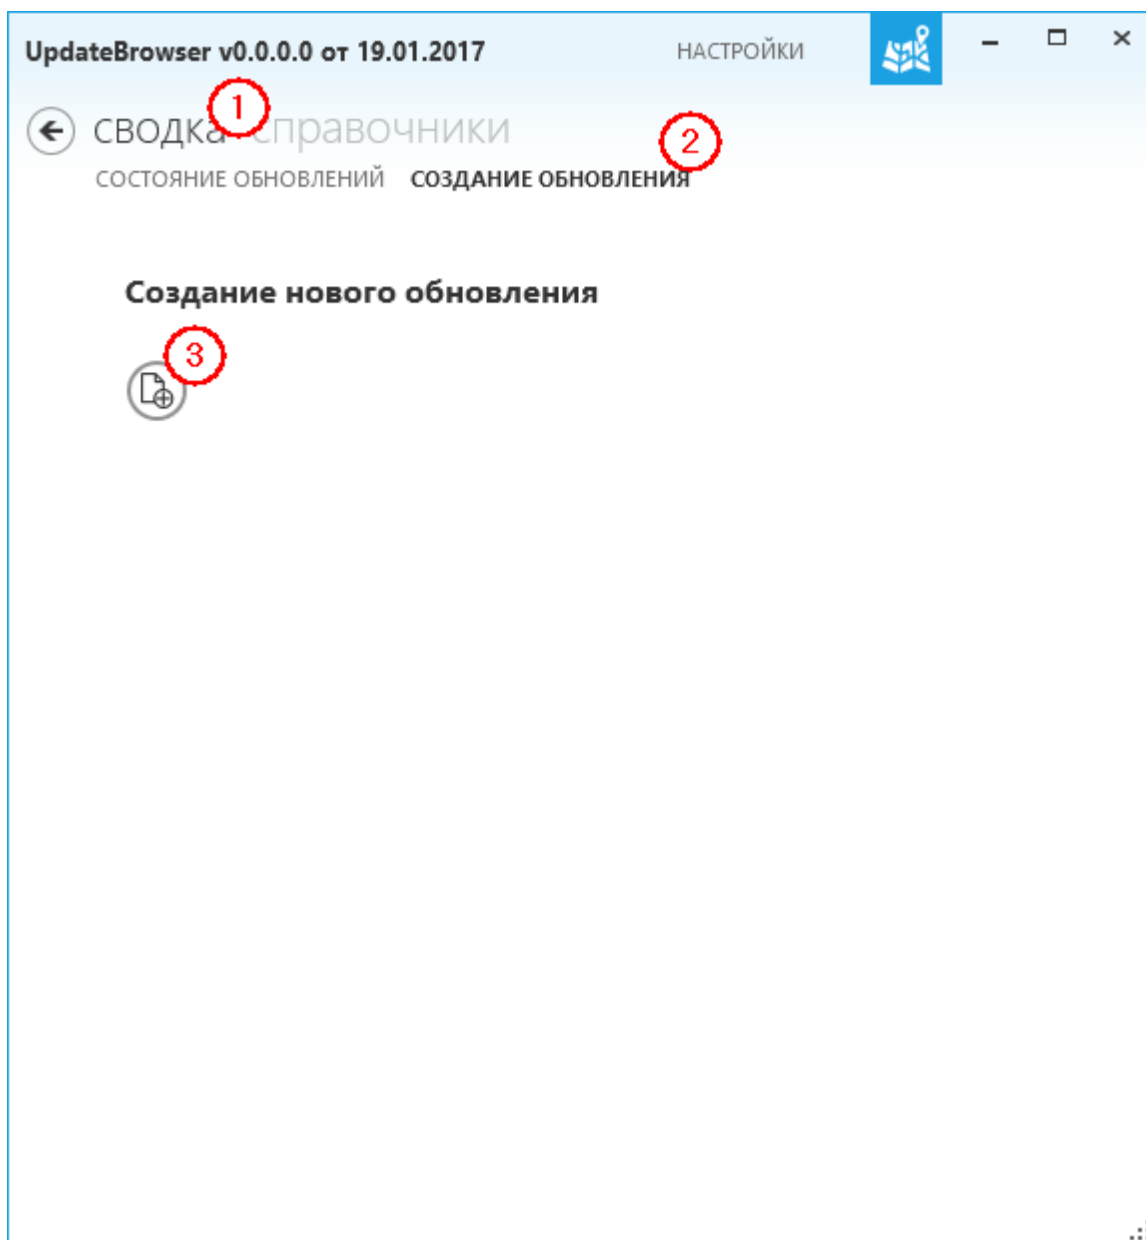 UpdateBrowser v0.0.0.0 от 19.01.2017 НАСТРОЙКИ
1
сводка справочники
2
СОСТОЯНИЕ ОБНОВЛЕНИЙ СОЗДАНИЕ ОБНОВЛЕНИЯ
Создание нового обновления
3